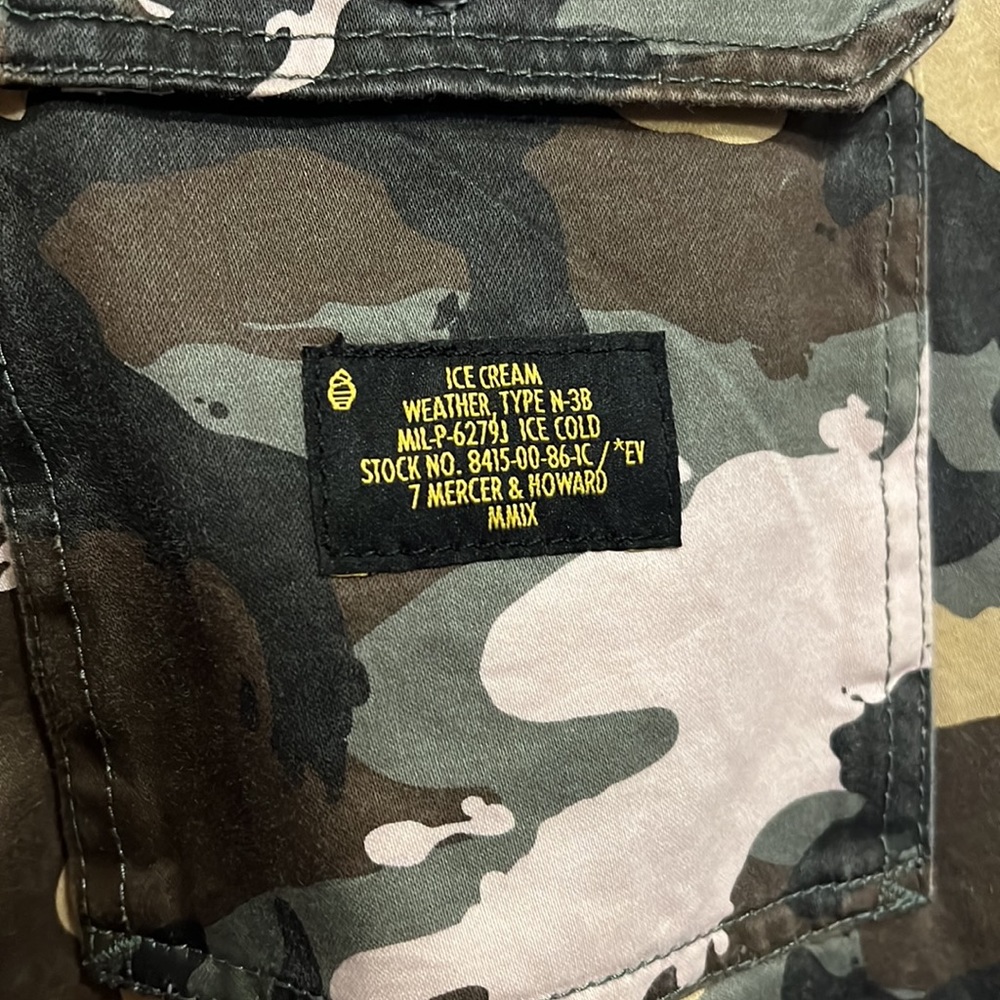 ICE CREAM
WEATHER, TYPE N-3B
MIL-P-6279J ICE COLD
STOCK NO. 8415-00-86-IC / *EV
7 MERCER & HOWARD
MMIX